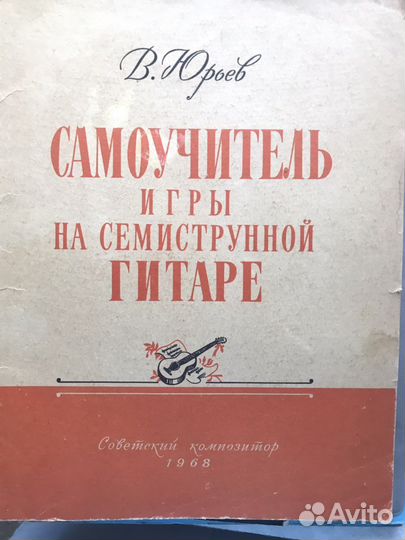 В. Юрьев
САМОУЧИТЕЛЬ
ИГРЫ
НА СЕМИСТРУННОЙ
ГИТАРЕ
Советский композитор
1968
Avito